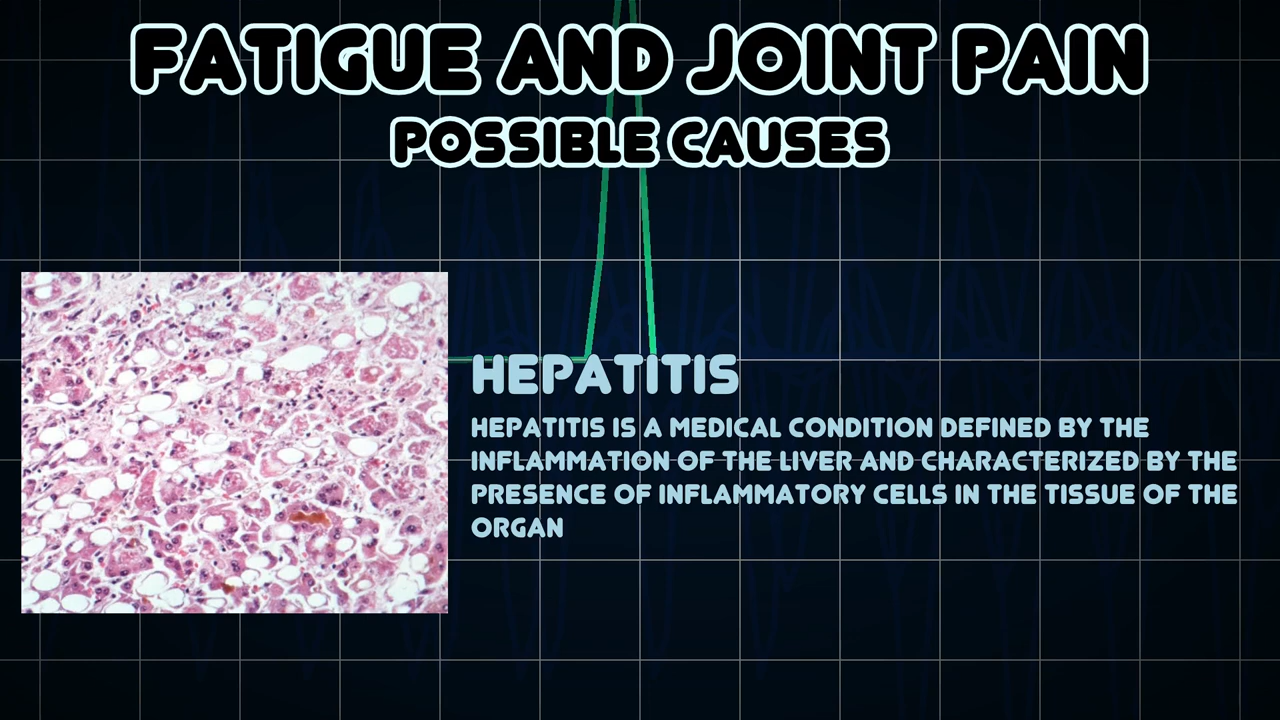 FATIGUE AND JOINT PAIN
POSSIBLE CAUSES
HEPATITIS
HEPATITIS IS A MEDICAL CONDITION DEFINED BY THE
INFLAMMATION OF THE LIVER AND CHARACTERIZED BY THE
PRESENCE OF INFLAMMATORY CELLS IN THE TISSUE OF THE
ORGAN